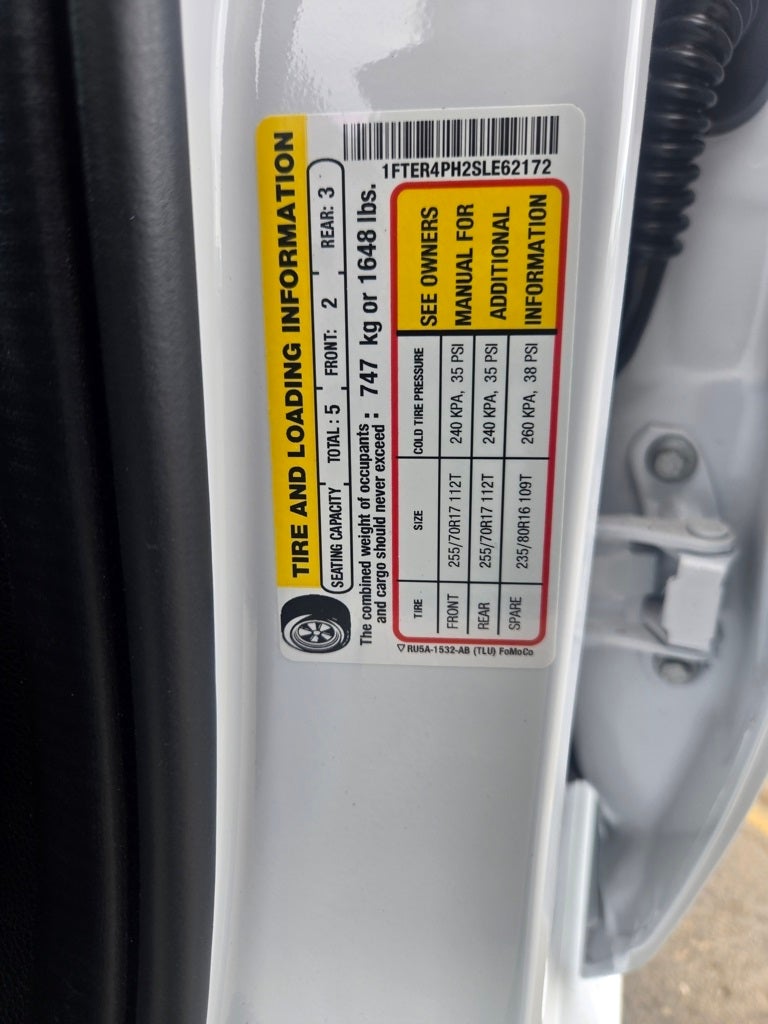 TIRE AND LOADING INFORMATION
SEATING CAPACITY TOTAL: 5 FRONT: 2 REAR: 3
The combined weight of occupants and cargo should never exceed : 747 kg or 1648 lbs.
TIRE SIZE COLD TIRE PRESSURE
FRONT 255/70R17 112T 240 KPA, 35 PSI
REAR 255/70R17 112T 240 KPA, 35 PSI
SPARE 235/80R16 109T 260 KPA, 38 PSI
SEE OWNERS
MANUAL FOR
ADDITIONAL
INFORMATION
RU5A-1532-AB (TLU) FoMoCo
1FTER4PH2SLE62172